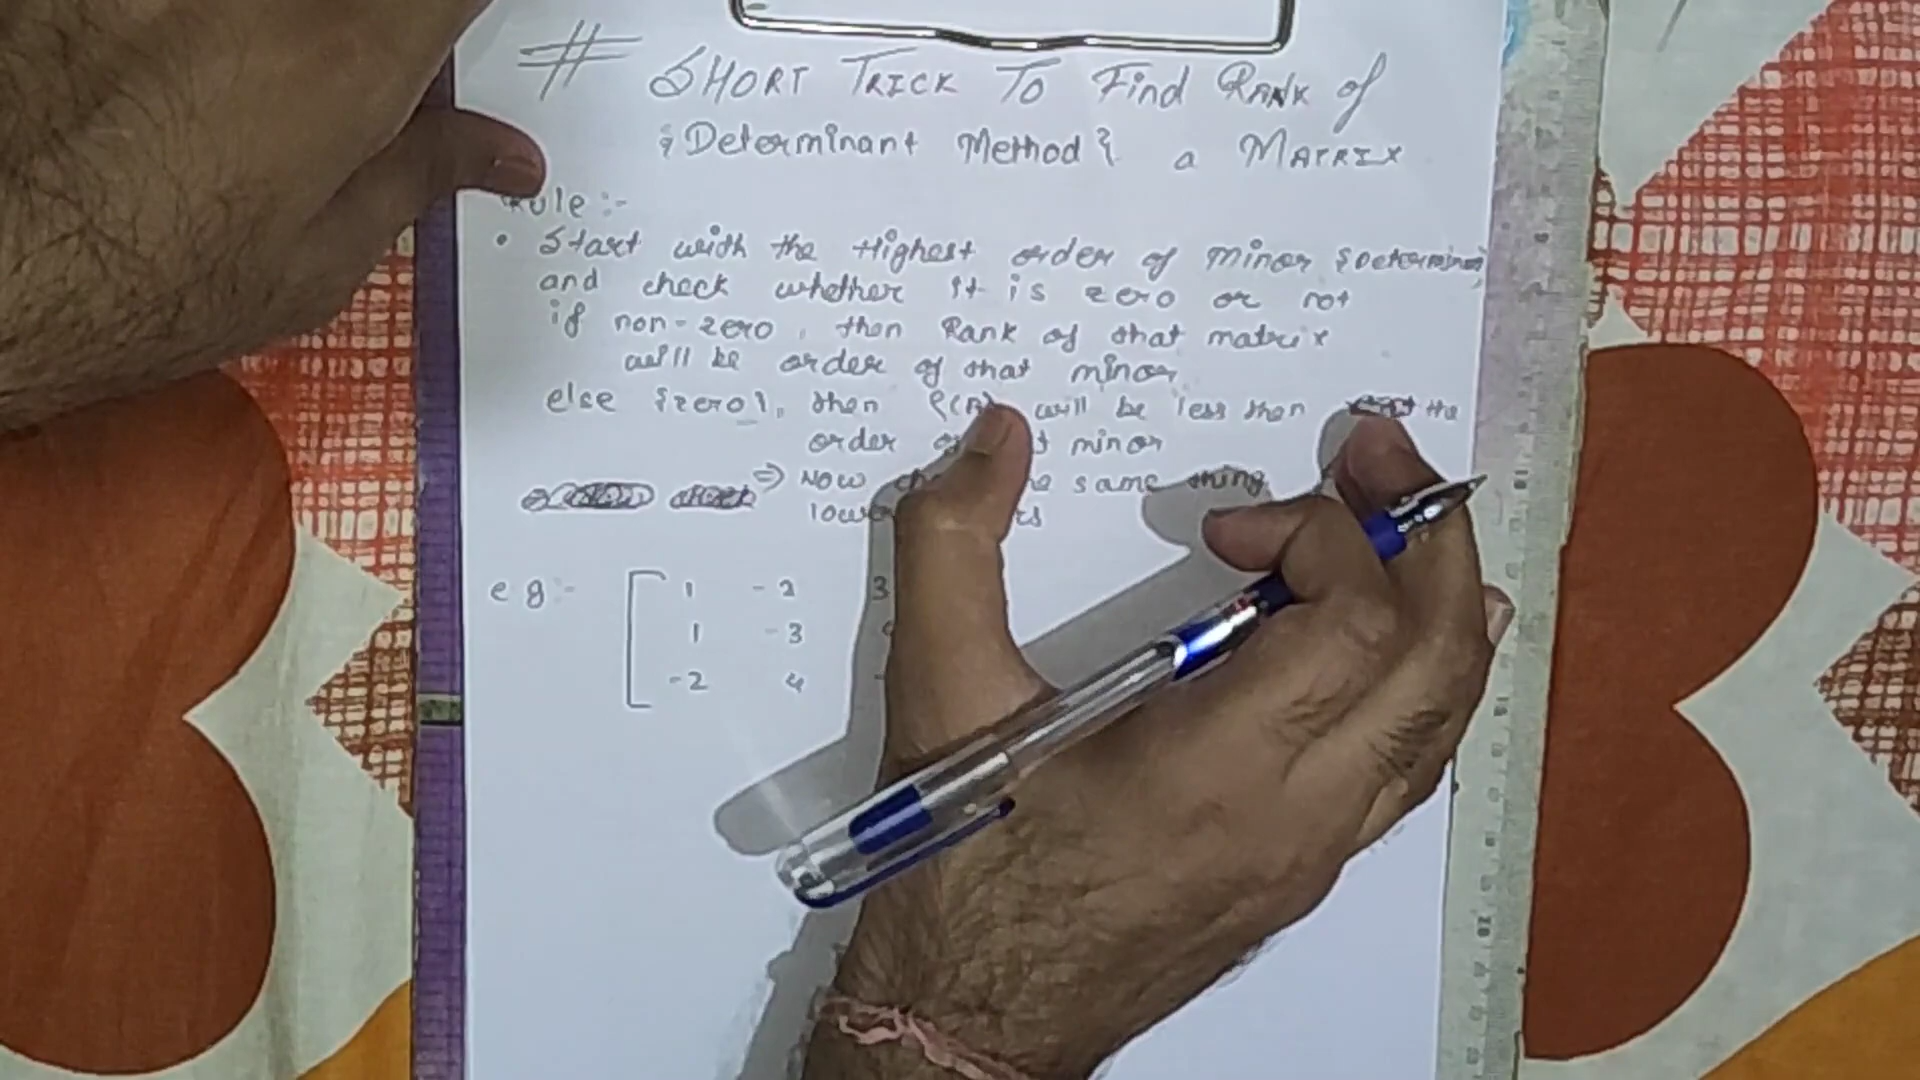 # SHORT TRICK TO Find RANK of
{Determinant Method} a MATRIX
Rule :-
• Start with the Highest order of minor {Determinant}
and check whether it is zero or not
if non-zero, then Rank of that matrix
will be order of that minor
else {zero}, then ρ(A) will be less then the
order minor
⇒ Now same thing
eg:- [ 1 -2 3
1 -3
-2 4